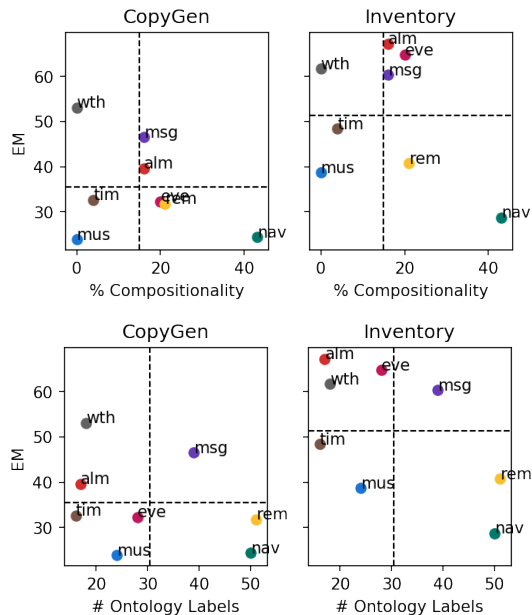 CopyGen
Inventory
EM
60
50
40
30
wth
msg
alm
tim
eve
rem
mus
nav
0
20
40
% Compositionality
alm
eve
wth
msg
tim
rem
mus
nav
0
20
40
% Compositionality
CopyGen
Inventory
EM
60
50
40
30
wth
msg
alm
tim
eve
rem
mus
nav
20
30
40
50
# Ontology Labels
alm
eve
wth
msg
tim
rem
mus
nav
20
30
40
50
# Ontology Labels